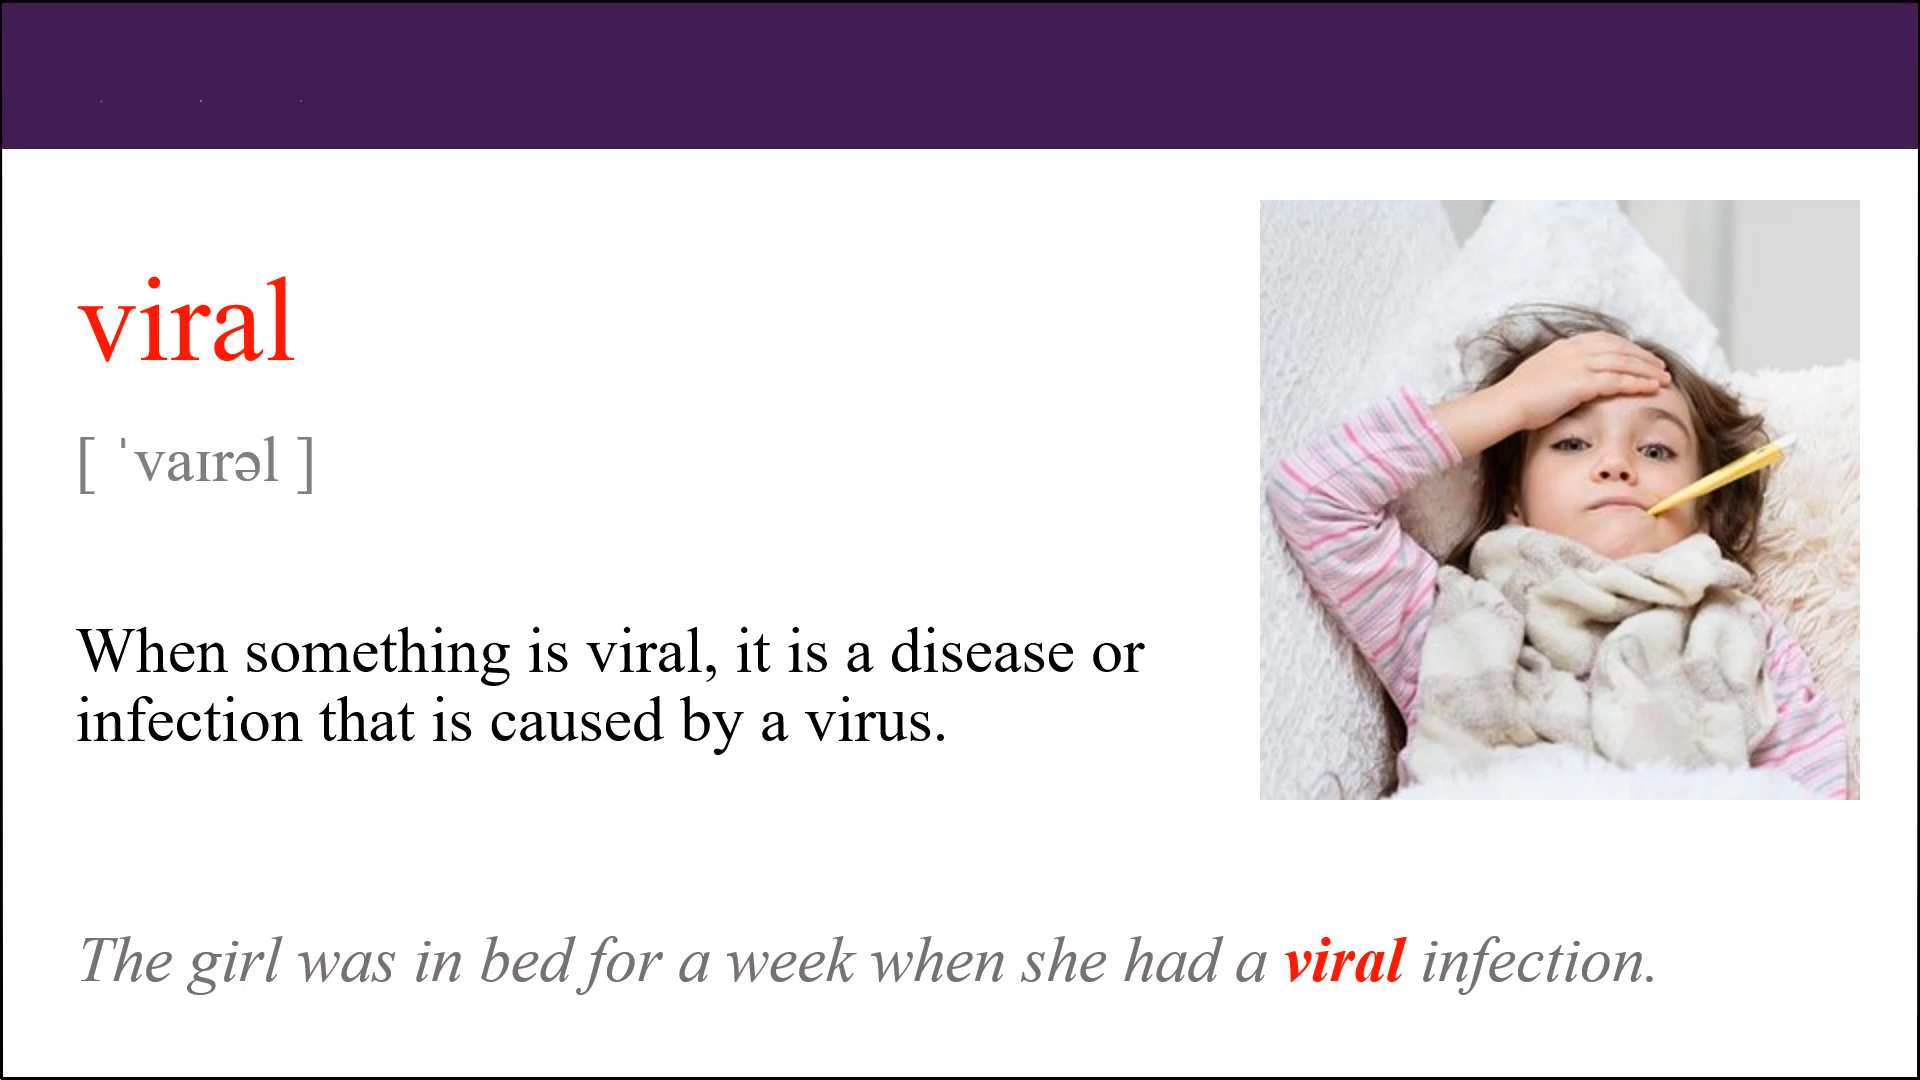 viral
[ ˈvaɪrəl ]
When something is viral, it is a disease or
infection that is caused by a virus.
The girl was in bed for a week when she had a viral infection.